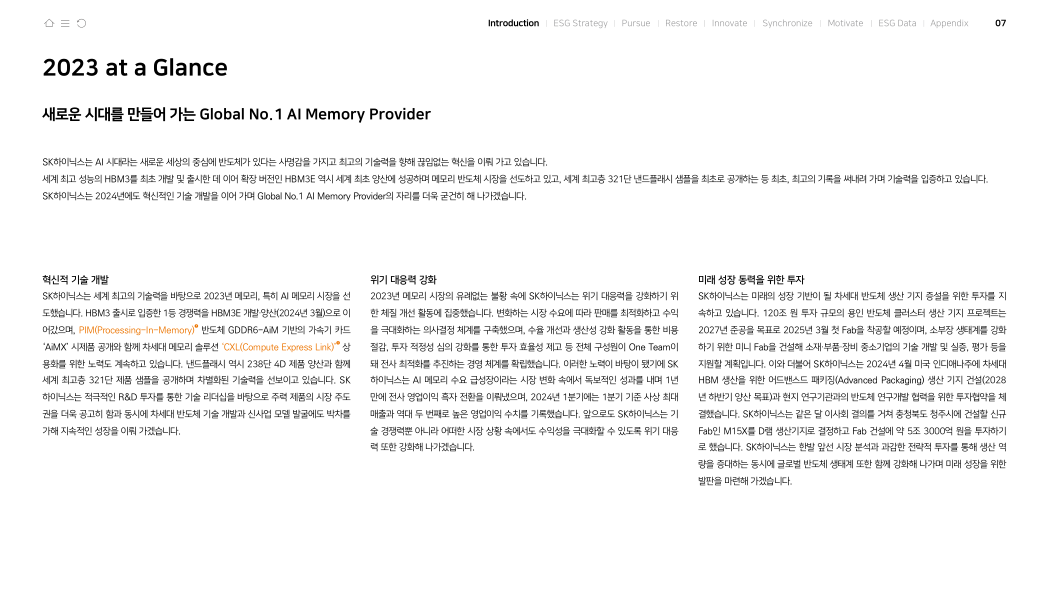 Introduction | ESG Strategy | Pursue | Restore | Innovate | Synchronize | Motivate | ESG Data | Appendix 07
2023 at a Glance
새로운 시대를 만들어 가는 Global No.1 AI Memory Provider
SK하이닉스는 AI 시대라는 새로운 세상의 중심에 반도체가 있다는 사명감을 가지고 최고의 기술력을 향해 끊임없는 혁신을 이뤄 가고 있습니다.
세계 최고 성능의 HBM3를 최초 개발 및 출시한 데 이어 확장 버전인 HBM3E 역시 세계 최초 양산에 성공하며 메모리 반도체 시장을 선도하고 있고, 세계 최고층 321단 낸드플래시 샘플을 최초로 공개하는 등 최초, 최고의 기록을 써내려 가며 기술력을 입증하고 있습니다.
SK하이닉스는 2024년에도 혁신적인 기술 개발을 이어 가며 Global No.1 AI Memory Provider의 자리를 더욱 굳건히 해 나가겠습니다.
혁신적 기술 개발
SK하이닉스는 세계 최고의 기술력을 바탕으로 2023년 메모리, 특히 AI 메모리 시장을 선
도했습니다. HBM3 출시로 입증한 1등 경쟁력을 HBM3E 개발·양산(2024년 3월)으로 이
어갔으며, PIM(Processing-In-Memory) 반도체 GDDR6-AiM 기반의 가속기 카드
‘AiMX’ 시제품 공개와 함께 차세대 메모리 솔루션 ‘CXL(Compute Express Link)’ 상
용화를 위한 노력도 계속하고 있습니다. 낸드플래시 역시 238단 4D 제품 양산과 함께
세계 최고층 321단 제품 샘플을 공개하며 차별화된 기술력을 선보이고 있습니다. SK
하이닉스는 적극적인 R&D 투자를 통한 기술 리더십을 바탕으로 주력 제품의 시장 주도
권을 더욱 공고히 함과 동시에 차세대 반도체 기술 개발과 신사업 모델 발굴에도 박차를
가해 지속적인 성장을 이뤄 가겠습니다.
위기 대응력 강화
2023년 메모리 시장의 유례없는 불황 속에 SK하이닉스는 위기 대응력을 강화하기 위
한 체질 개선 활동에 집중했습니다. 변화하는 시장 수요에 따라 판매를 최적화하고 수익
을 극대화하는 의사결정 체계를 구축했으며, 수율 개선과 생산성 강화 활동을 통한 비용
절감, 투자 적정성 심의 강화를 통한 투자 효율성 제고 등 전체 구성원이 One Team이
돼 전사 최적화를 추진하는 경영 체계를 확립했습니다. 이러한 노력이 바탕이 됐기에 SK
하이닉스는 AI 메모리 수요 급성장이라는 시장 변화 속에서 독보적인 성과를 내며 1년
만에 전사 영업이익 흑자 전환을 이뤄냈으며, 2024년 1분기에는 1분기 기준 사상 최대
매출과 역대 두 번째로 높은 영업이익 수치를 기록했습니다. 앞으로도 SK하이닉스는 기
술 경쟁력뿐 아니라 어떠한 시장 상황 속에서도 수익성을 극대화할 수 있도록 위기 대응
력 또한 강화해 나가겠습니다.
미래 성장 동력을 위한 투자
SK하이닉스는 미래의 성장 기반이 될 차세대 반도체 생산 기지 증설을 위한 투자를 지
속하고 있습니다. 120조 원 투자 규모의 용인 반도체 클러스터 생산 기지 프로젝트는
2027년 준공을 목표로 2025년 3월 첫 Fab을 착공할 예정이며, 소부장 생태계를 강화
하기 위한 미니 Fab을 건설해 소재·부품·장비 중소기업의 기술 개발 및 실증, 평가 등을
지원할 계획입니다. 이와 더불어 SK하이닉스는 2024년 4월 미국 인디애나주에 차세대
HBM 생산을 위한 어드밴스드 패키징(Advanced Packaging) 생산 기지 건설(2028
년 하반기 양산 목표)과 현지 연구기관과의 반도체 연구개발 협력을 위한 투자협약을 체
결했습니다. SK하이닉스는 같은 달 이사회 결의를 거쳐 충청북도 청주시에 건설할 신규
Fab인 M15X를 D램 생산기지로 결정하고 Fab 건설에 약 5조 3000억 원을 투자하기
로 했습니다. SK하이닉스는 한발 앞선 시장 분석과 과감한 전략적 투자를 통해 생산 역
량을 증대하는 동시에 글로벌 반도체 생태계 또한 함께 강화해 나가며 미래 성장을 위한
발판을 마련해 가겠습니다.